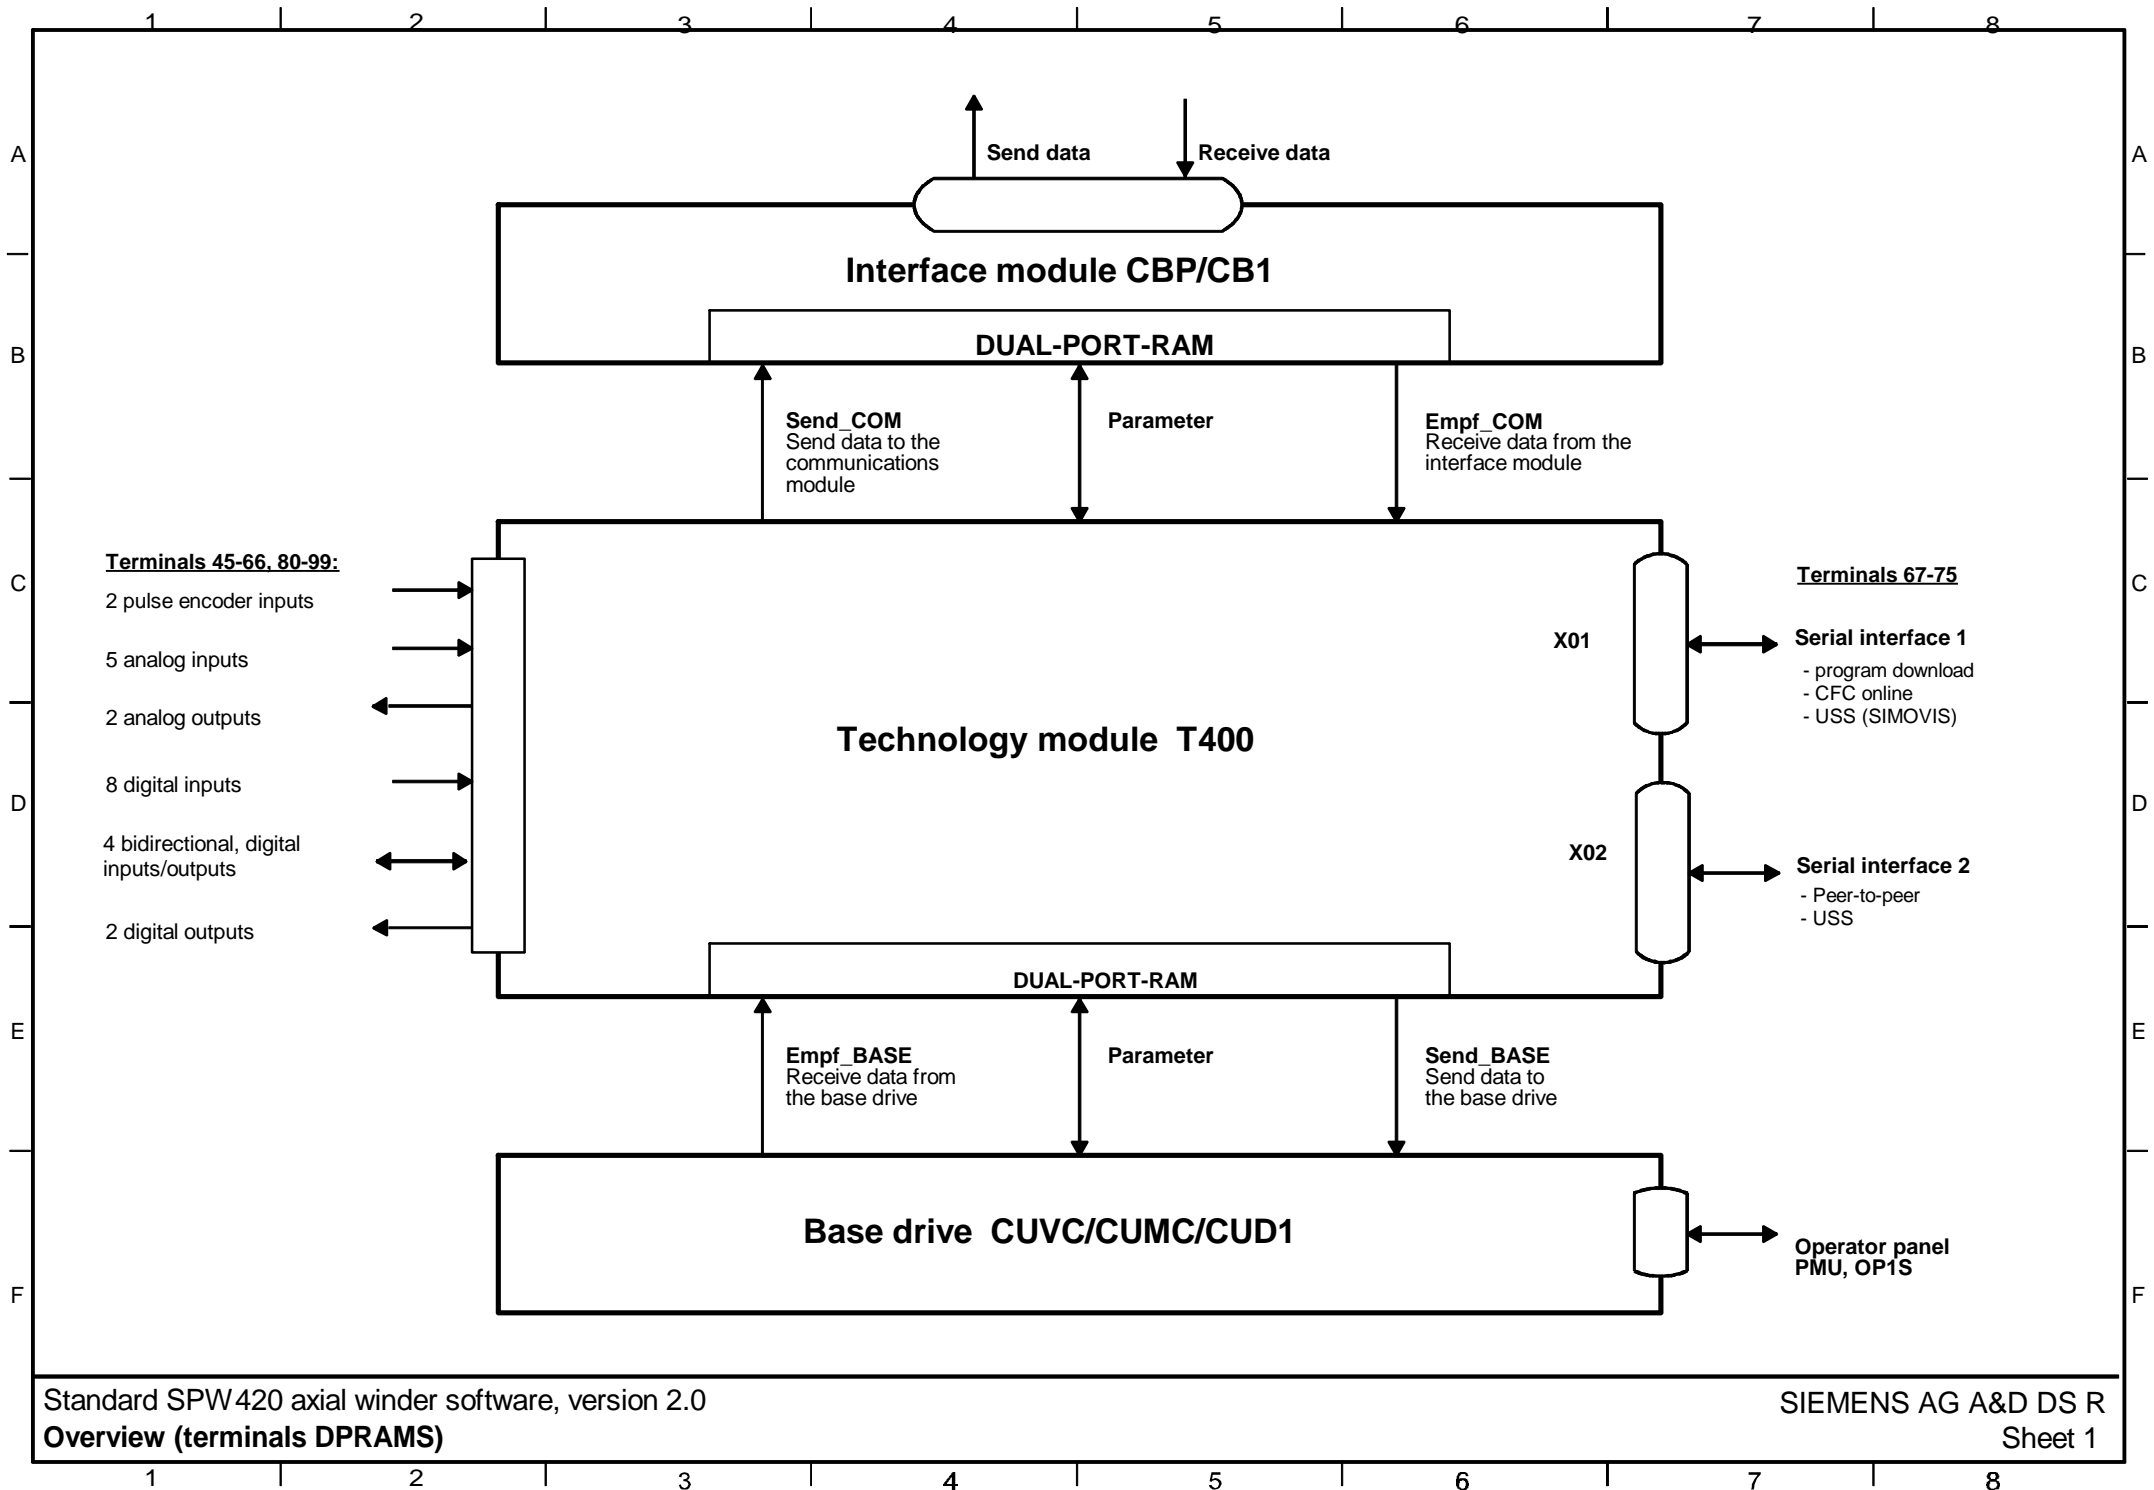 1 2 3 4 5 6 7 8
A A
Send data Receive data
Interface module CBP/CB1
B B
DUAL-PORT-RAM
Send_COM
Send data to the
communications
module
Parameter
Empf_COM
Receive data from the
interface module
C C
Terminals 45-66, 80-99:
2 pulse encoder inputs
5 analog inputs
2 analog outputs
8 digital inputs
4 bidirectional, digital
inputs/outputs
2 digital outputs
Technology module T400
X01
Terminals 67-75
Serial interface 1
- program download
- CFC online
- USS (SIMOVIS)
D D
X02
Serial interface 2
- Peer-to-peer
- USS
DUAL-PORT-RAM
E E
Empf_BASE
Receive data from
the base drive
Parameter
Send_BASE
Send data to
the base drive
Base drive CUVC/CUMC/CUD1
Operator panel
PMU, OP1S
F F
Standard SPW420 axial winder software, version 2.0
SIEMENS AG A&D DS R
Overview (terminals DPRAMS)
Sheet 1
1 2 3 4 5 6 7 8